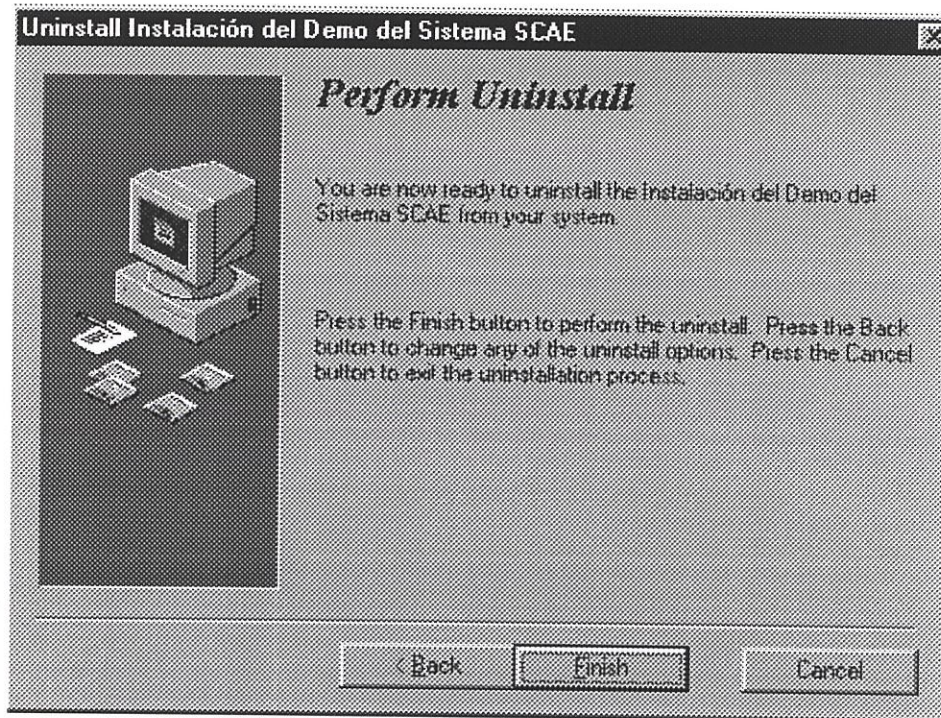 Uninstall Instalación del Demo del Sistema SCAE
Perform Uninstall
You are now ready to uninstall the Instalación del Demo del
Sistema SCAE from your system.
Press the Finish button to perform the uninstall. Press the Back
button to change any of the uninstall options. Press the Cancel
button to exit the uninstallation process.
< Back
Finish
Cancel